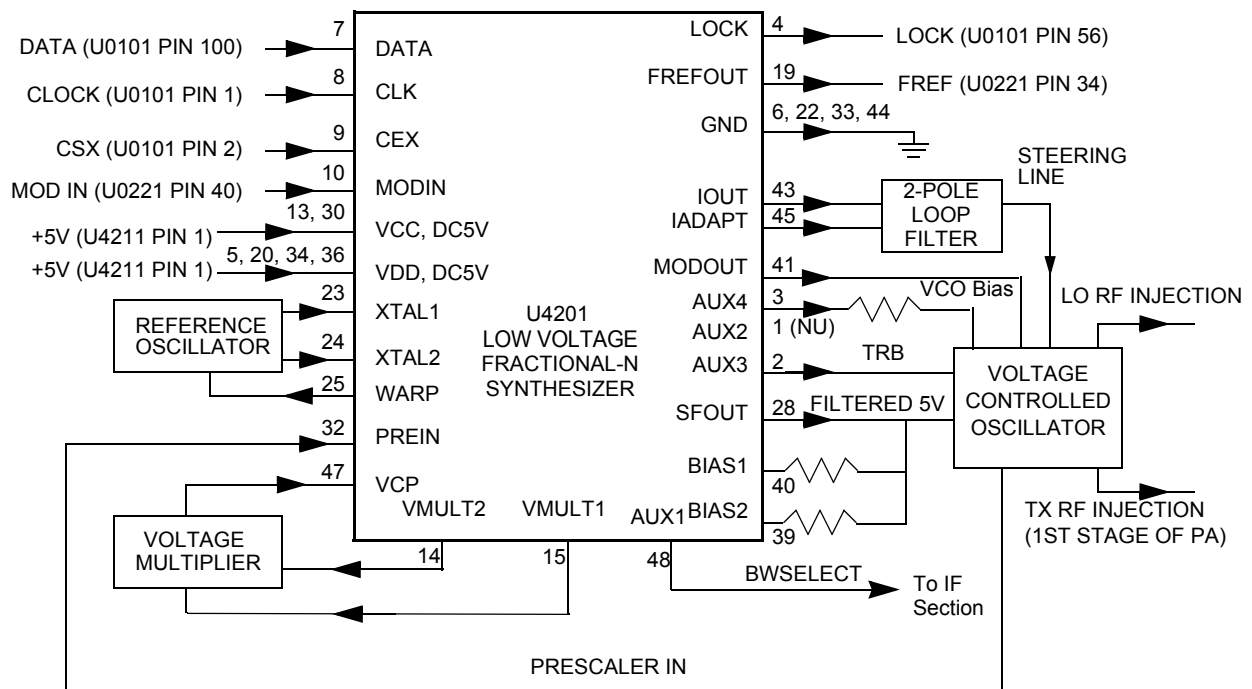 DATA (U0101 PIN 100)
7
DATA
CLOCK (U0101 PIN 1)
8
CLK
CSX (U0101 PIN 2)
9
CEX
MOD IN (U0221 PIN 40)
10
MODIN
+5V (U4211 PIN 1)
13, 30
VCC, DC5V
+5V (U4211 PIN 1)
5, 20, 34, 36
VDD, DC5V
REFERENCE
OSCILLATOR
23
XTAL1
24
XTAL2
25
WARP
32
PREIN
47
VCP
VOLTAGE
MULTIPLIER
VMULT2
14
VMULT1
15
AUX1
48
BWSELECT
To IF
Section
U4201
LOW VOLTAGE
FRACTIONAL-N
SYNTHESIZER
LOCK
4
LOCK (U0101 PIN 56)
FREFOUT
19
FREF (U0221 PIN 34)
GND
6, 22, 33, 44
IOUT
43
IADAPT
45
2-POLE
LOOP
FILTER
STEERING
LINE
MODOUT
41
AUX4
3
VCO Bias
AUX2
1 (NU)
AUX3
2
TRB
SFOUT
28
FILTERED 5V
BIAS1
40
BIAS2
39
VOLTAGE
CONTROLLED
OSCILLATOR
LO RF INJECTION
TX RF INJECTION
(1ST STAGE OF PA)
PRESCALER IN